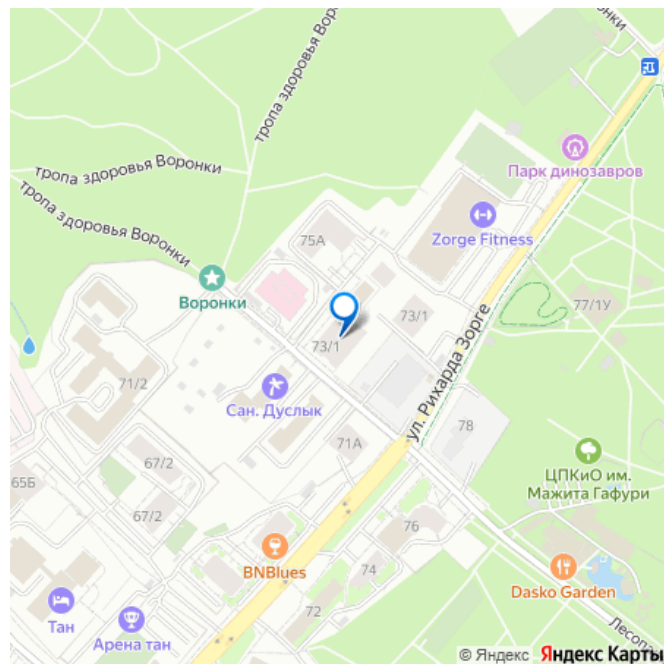 Воронки
тропа здоровья Ворон
Парк динозавров
тропа здоровья Воронки
Zorge Fitness
тропа здоровья Воронки
75А
Воронки
77/1У
73/1
73/1
ул. Рихарда Зорге
71/2
Сан. Дуслык
78
71А
67/2
ЦПКиО им.
Мажита Гафури
65Б
67/2
76
BNBlues
74
Dasko Garden
72
Тан
Арена тан
Лесопа
© Яндекс Яндекс Карты